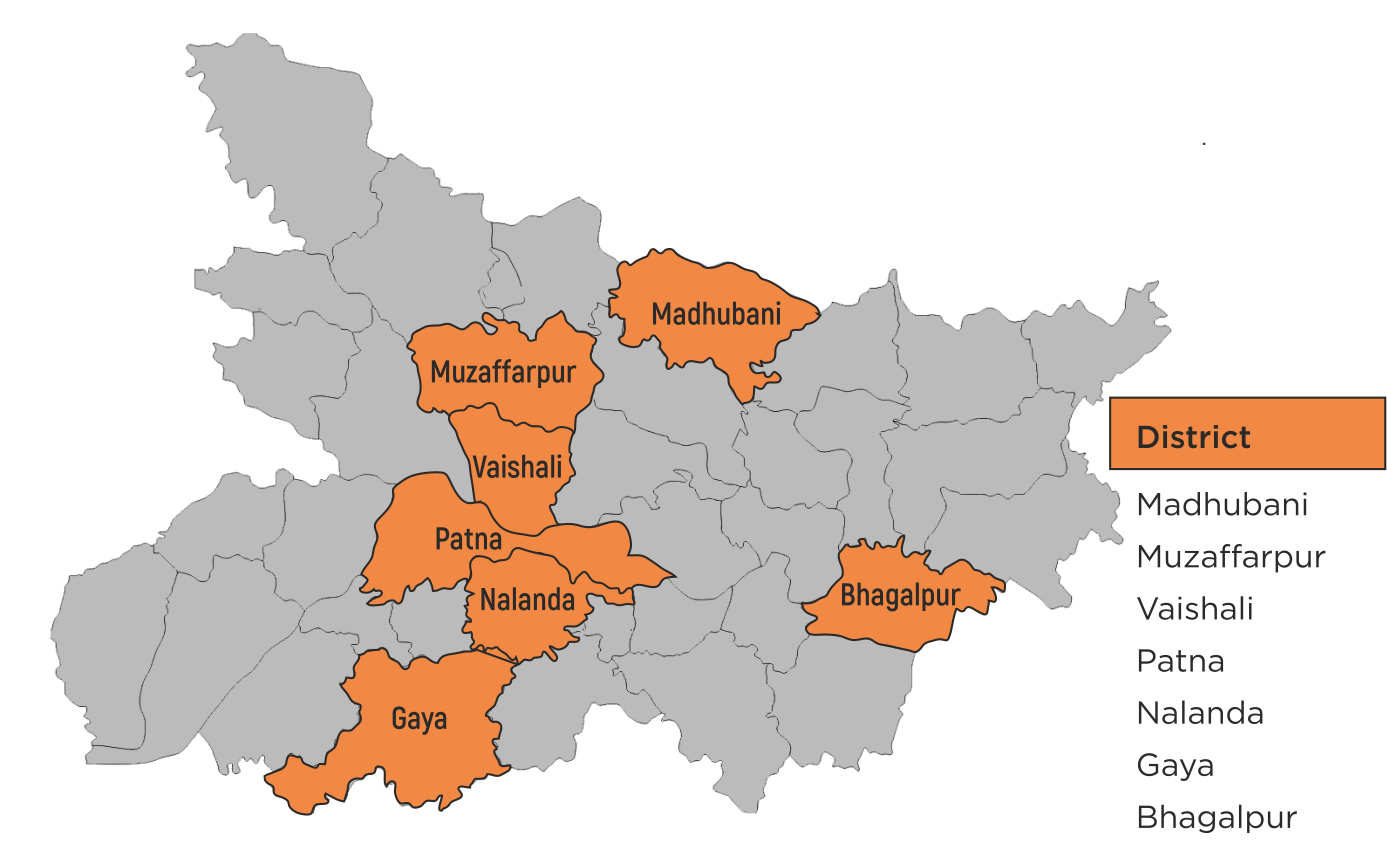 Madhubani
Muzaffarpur
Vaishali
Patna
Nalanda
Bhagalpur
Gaya
District
Madhubani
Muzaffarpur
Vaishali
Patna
Nalanda
Gaya
Bhagalpur